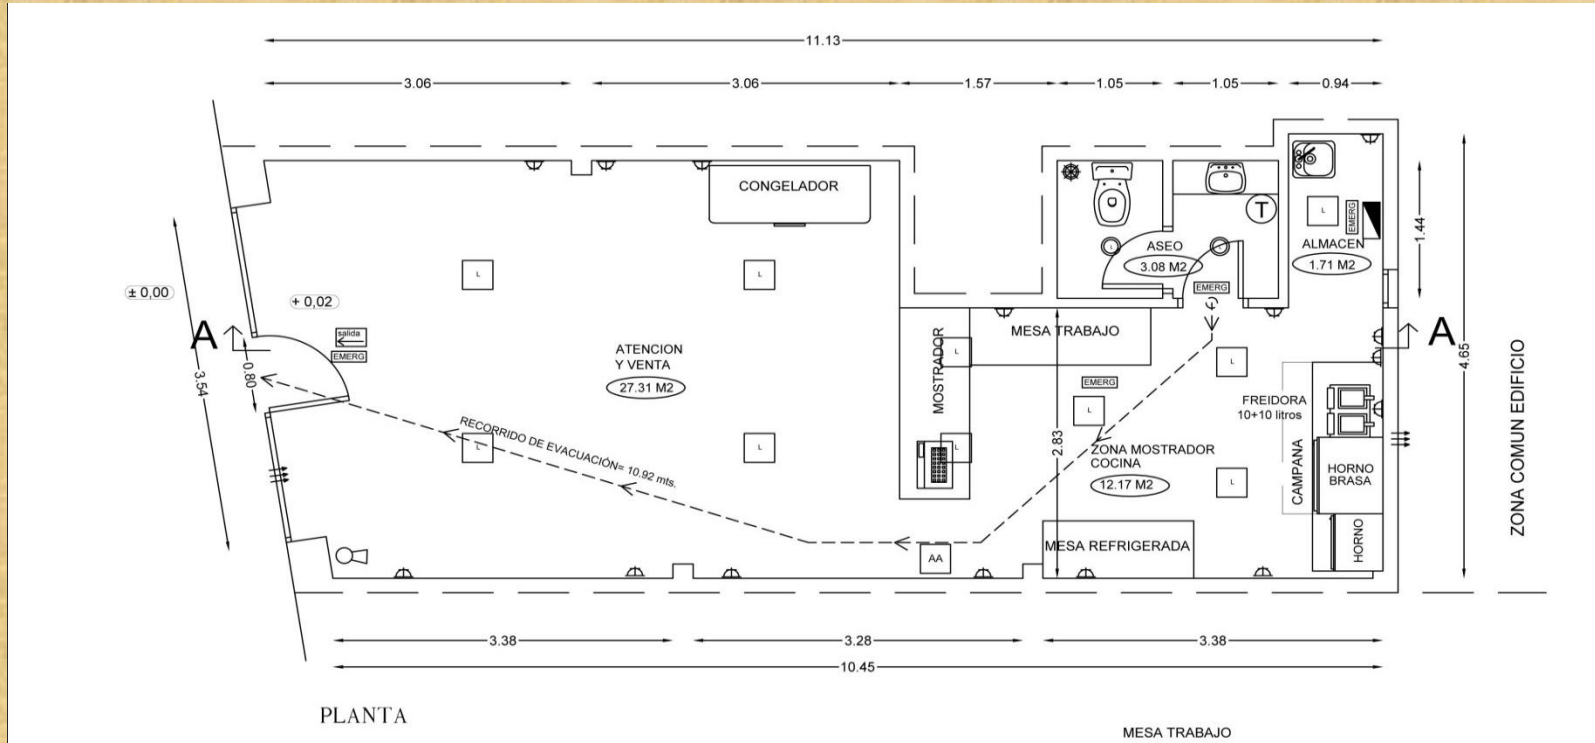 11.13
3.06
3.06
1.57
1.05
1.05
0.94
CONGELADOR
T
L
EMERG
ASEO
3.08 M2
ALMACEN
1.71 M2
1.44
L
L
L
L
± 0,00
+ 0,02
EMERG
A
salida
EMERG
0.80
3.54
ATENCION
Y VENTA
27.31 M2
MOSTRADOR
MESA TRABAJO
L
L
EMERG
L
A
4.65
ZONA COMUN EDIFICIO
FREIDORA
10+10 litros
RECORRIDO DE EVACUACIÓN= 10.92 mts.
L
L
L
2.83
ZONA MOSTRADOR
COCINA
12.17 M2
L
CAMPANA
HORNO
BRASA
HORNO
MESA REFRIGERADA
AA
3.38
3.28
3.38
10.45
PLANTA
MESA TRABAJO